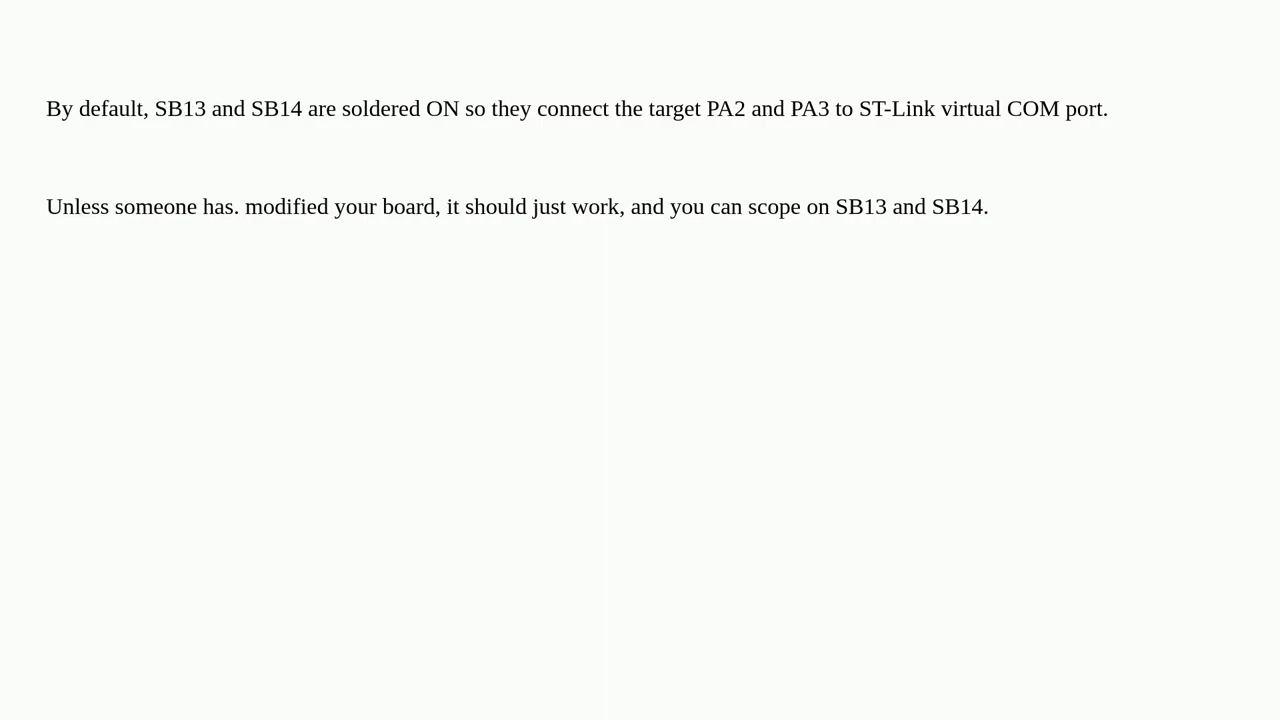 By default, SB13 and SB14 are soldered ON so they connect the target PA2 and PA3 to ST-Link virtual COM port.
Unless someone has. modified your board, it should just work, and you can scope on SB13 and SB14.